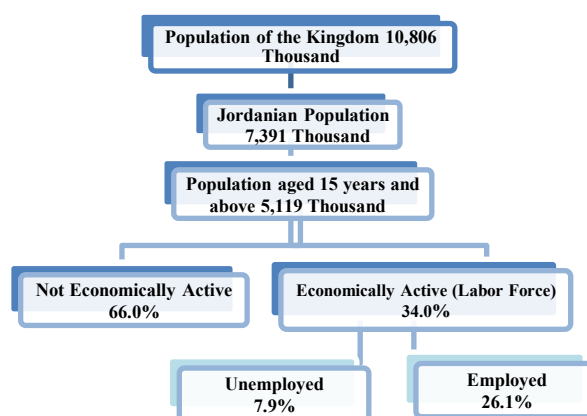 Population of the Kingdom 10,806
Thousand
Jordanian Population
7,391 Thousand
Population aged 15 years and
above 5,119 Thousand
Not Economically Active
66.0%
Economically Active (Labor Force)
34.0%
Unemployed
7.9%
Employed
26.1%